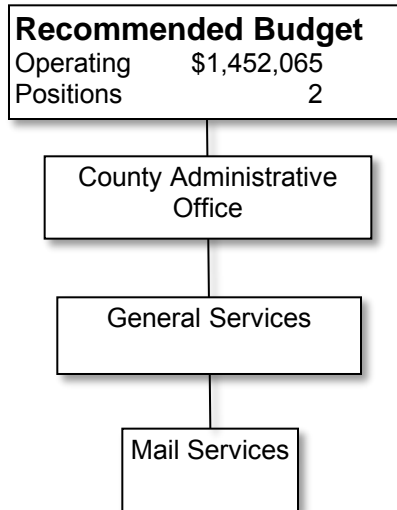 Recommended Budget
Operating $1,452,065
Positions 2
County Administrative
Office
General Services
Mail Services